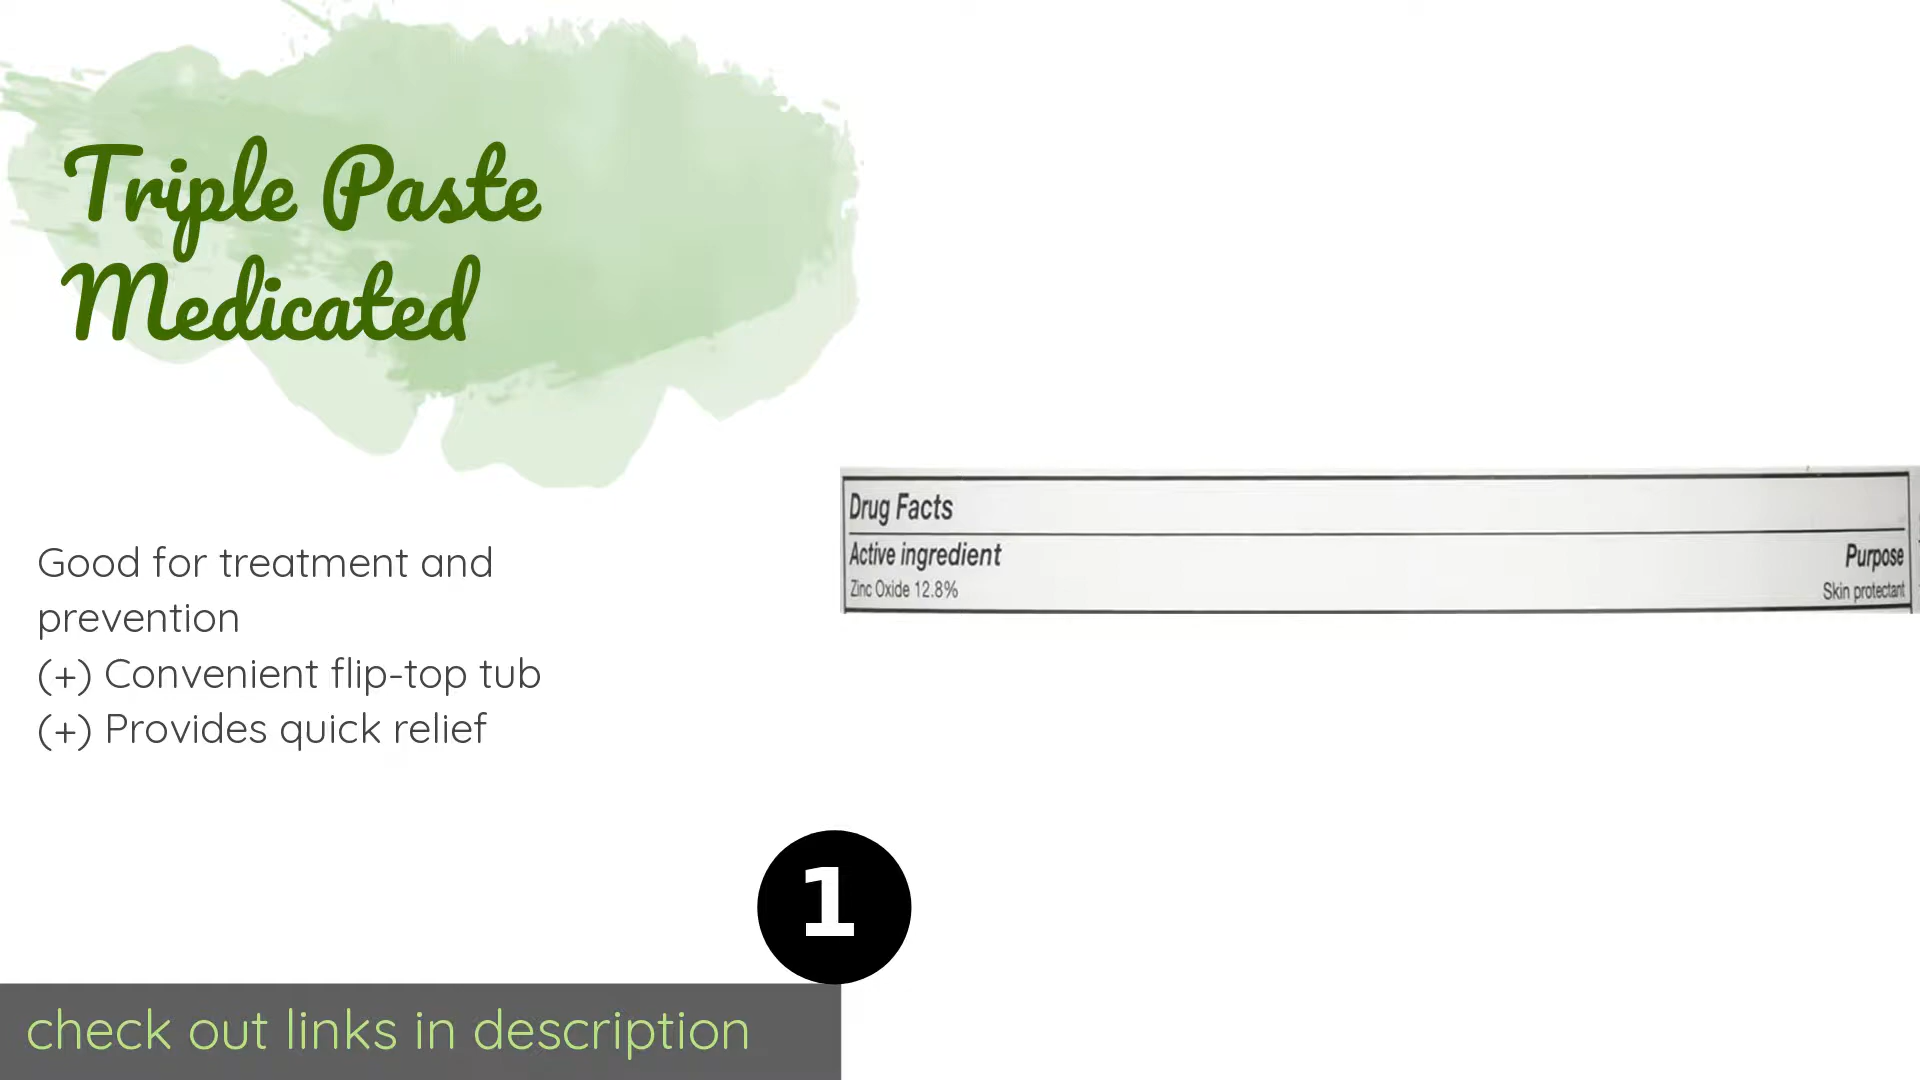 Triple Paste
Medicated
Good for treatment and
prevention
(+) Convenient flip-top tub
(+) Provides quick relief
Drug Facts
Active ingredient Purpose
Zinc Oxide 12.8% Skin protectant
1
check out links in description